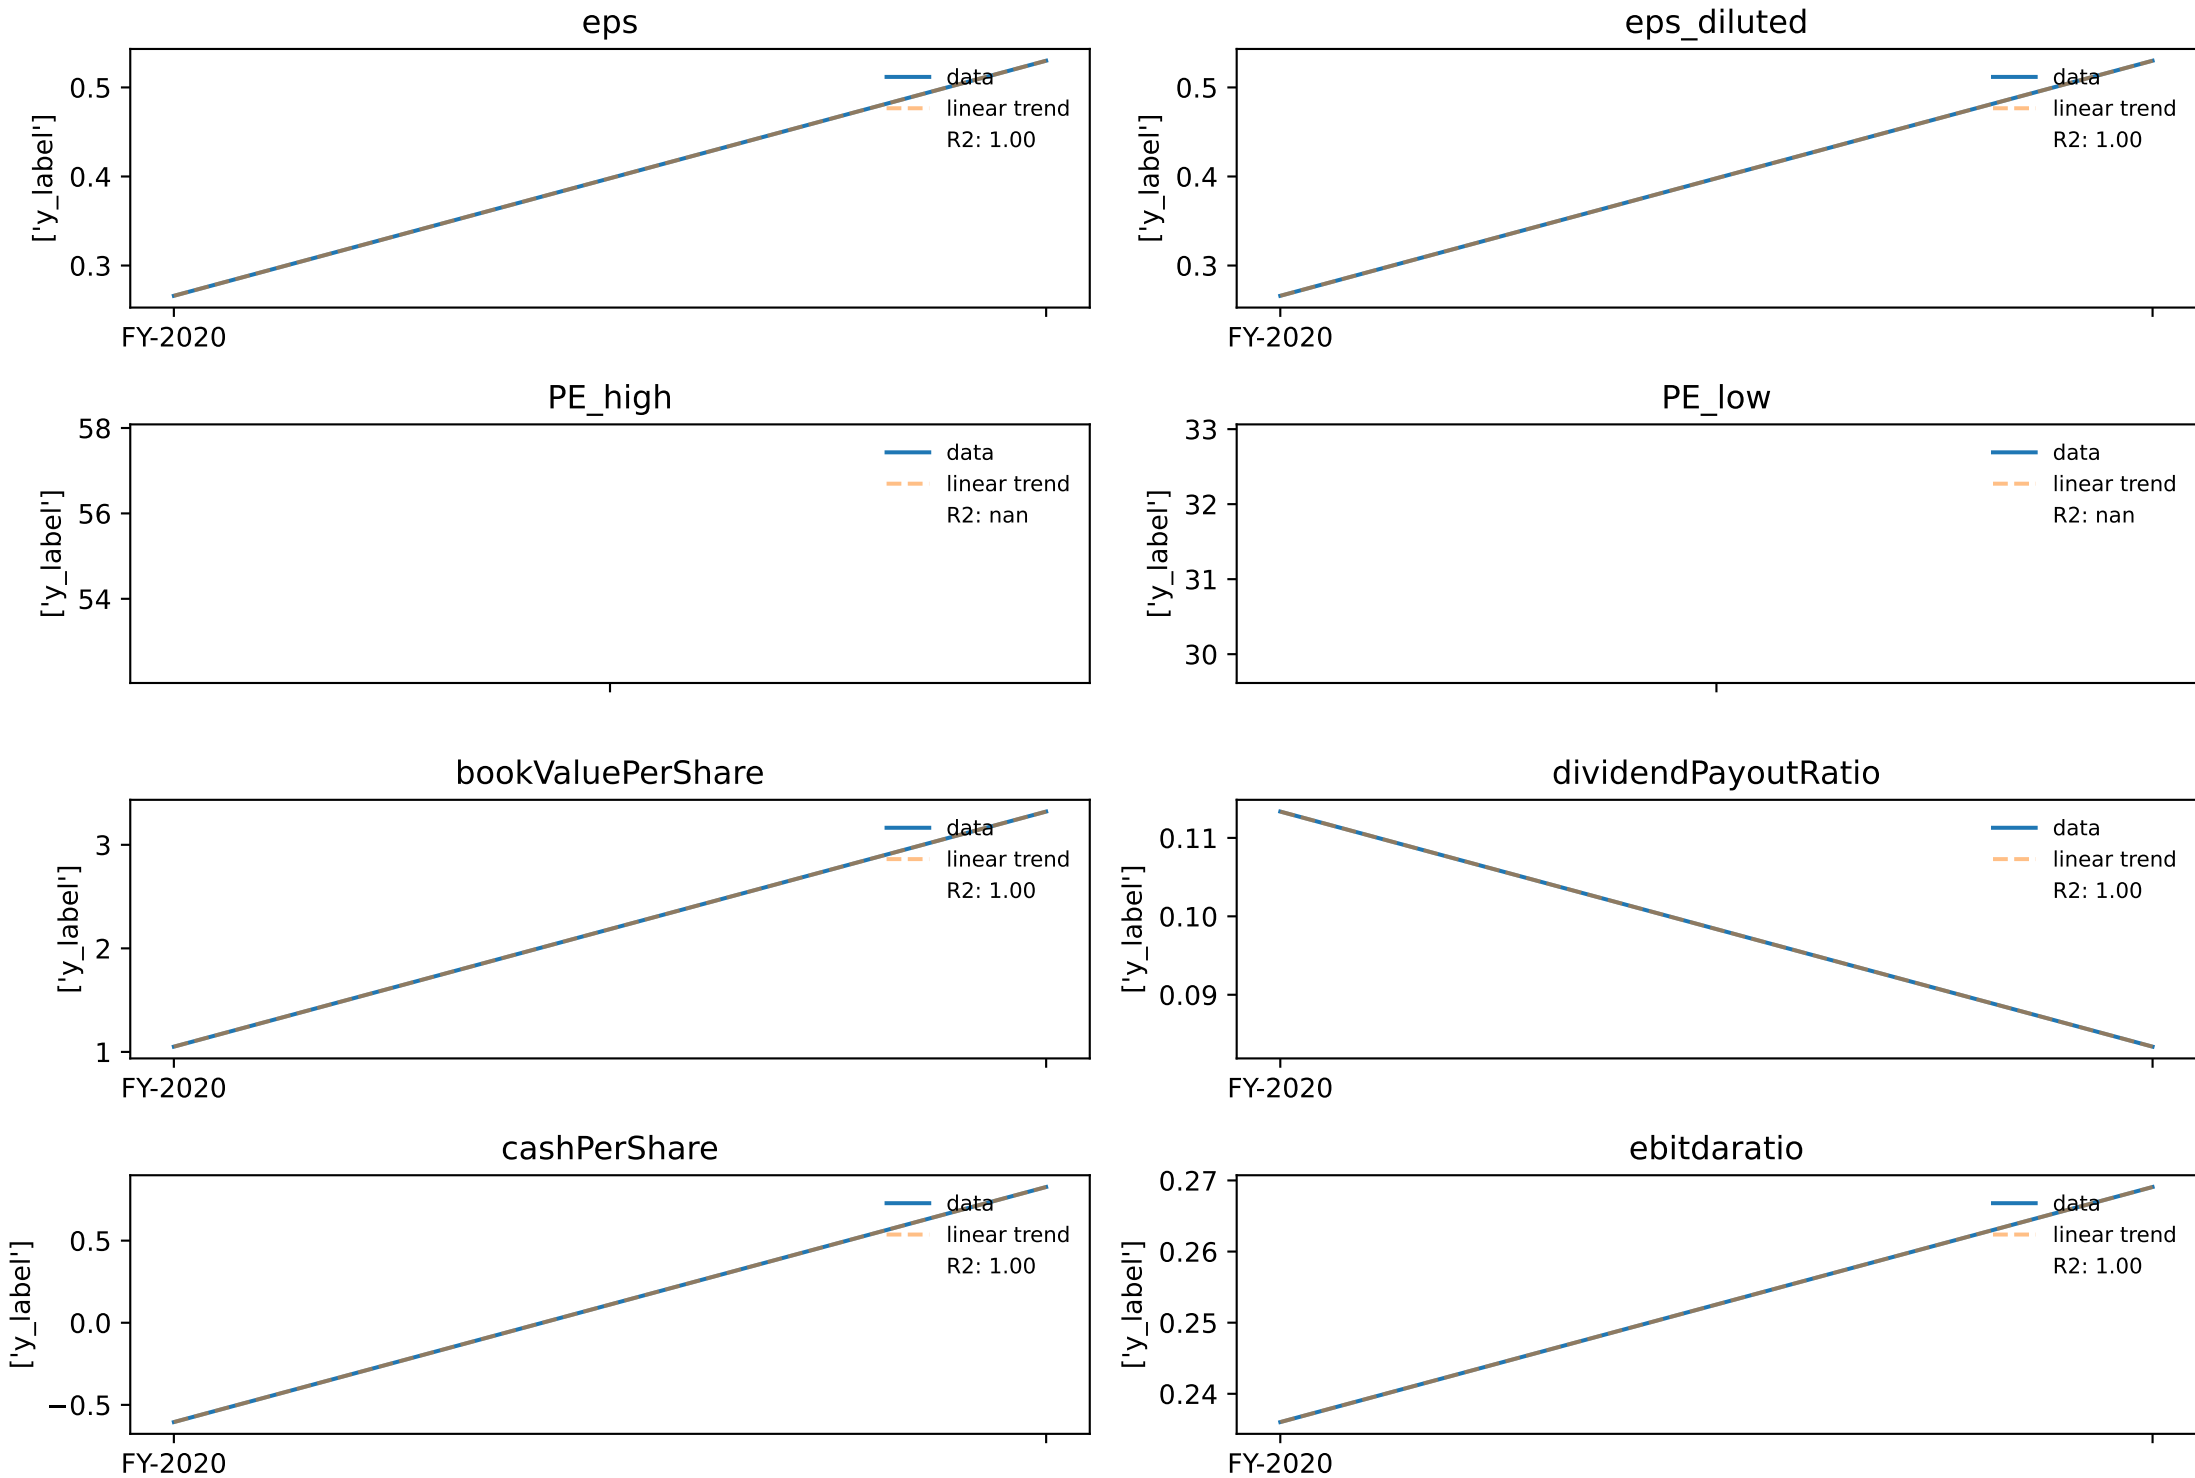 eps
['y_label']
0.5
0.4
0.3
data
linear trend
R2: 1.00
FY-2020
eps_diluted
['y_label']
0.5
0.4
0.3
data
linear trend
R2: 1.00
FY-2020
PE_high
['y_label']
58
56
54
data
linear trend
R2: nan
PE_low
['y_label']
33
32
31
30
data
linear trend
R2: nan
bookValuePerShare
['y_label']
3
2
1
data
linear trend
R2: 1.00
FY-2020
dividendPayoutRatio
['y_label']
0.11
0.10
0.09
data
linear trend
R2: 1.00
FY-2020
cashPerShare
['y_label']
0.5
0.0
−0.5
data
linear trend
R2: 1.00
FY-2020
ebitdaratio
['y_label']
0.27
0.26
0.25
0.24
data
linear trend
R2: 1.00
FY-2020